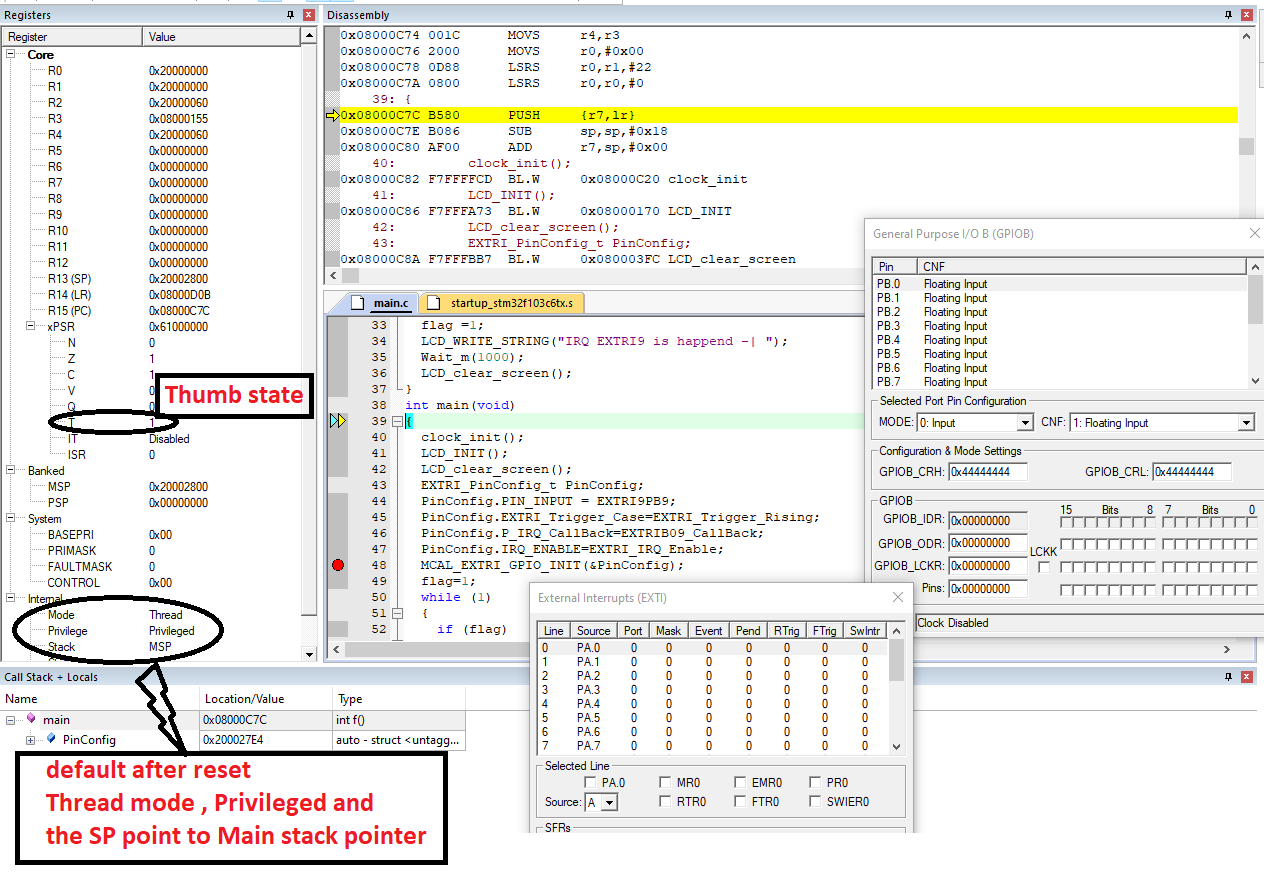 Registers
Register Value
Core
R0 0x20000000
R1 0x20000000
R2 0x20000060
R3 0x08000155
R4 0x20000060
R5 0x00000000
R6 0x00000000
R7 0x00000000
R8 0x00000000
R9 0x00000000
R10 0x00000000
R11 0x00000000
R12 0x00000000
R13 (SP) 0x20002800
R14 (LR) 0x08000D0B
R15 (PC) 0x08000C7C
xPSR 0x61000000
N 0
Z 1
C 1
V 0
Q
T 1
IT Disabled
ISR 0
Thumb state
Banked
MSP 0x20002800
PSP 0x00000000
System
BASEPRI 0x00
PRIMASK 0
FAULTMASK 0
CONTROL 0x00
Internal
Mode Thread
Privilege Privileged
Stack MSP
Disassembly
0x08000C74 001C MOVS r4,r3
0x08000C76 2000 MOVS r0,#0x00
0x08000C78 0D88 LSRS r0,r1,#22
0x08000C7A 0800 LSRS r0,r0,#0
39: {
0x08000C7C B580 PUSH {r7,lr}
0x08000C7E B086 SUB sp,sp,#0x18
0x08000C80 AF00 ADD r7,sp,#0x00
40: clock_init();
0x08000C82 F7FFFFCD BL.W 0x08000C20 clock_init
41: LCD_INIT();
0x08000C86 F7FFFA73 BL.W 0x08000170 LCD_INIT
42: LCD_clear_screen();
43: EXTRI_PinConfig_t PinConfig;
0x08000C8A F7FFFBB7 BL.W 0x080003FC LCD_clear_screen
main.c startup_stm32f103c6tx.s
33 flag =1;
34 LCD_WRITE_STRING("IRQ EXTRI9 is happend -| ");
35 Wait_m(1000);
36 LCD_clear_screen();
37 }
38 int main(void)
39 {
40 clock_init();
41 LCD_INIT();
42 LCD_clear_screen();
43 EXTRI_PinConfig_t PinConfig;
44 PinConfig.PIN_INPUT = EXTRI9PB9;
45 PinConfig.EXTRI_Trigger_Case=EXTRI_Trigger_Rising;
46 PinConfig.P_IRQ_CallBack=EXTRIB09_CallBack;
47 PinConfig.IRQ_ENABLE=EXTRI_IRQ_Enable;
48 MCAL_EXTRI_GPIO_INIT(&PinConfig);
49 flag=1;
50 while (1)
51 {
52 if (flag)
General Purpose I/O B (GPIOB)
Pin CNF
PB.0 Floating Input
PB.1 Floating Input
PB.2 Floating Input
PB.3 Floating Input
PB.4 Floating Input
PB.5 Floating Input
PB.6 Floating Input
PB.7 Floating Input
Selected Port Pin Configuration
MODE: 0: Input CNF: 1: Floating Input
Configuration & Mode Settings
GPIOB_CRH: 0x44444444 GPIOB_CRL: 0x44444444
GPIOB
15 Bits 8 7 Bits 0
GPIOB_IDR: 0x00000000
GPIOB_ODR: 0x00000000
LCKK
GPIOB_LCKR: 0x00000000
Pins: 0x00000000
Clock Disabled
External Interrupts (EXTI)
Line Source Port Mask Event Pend RTrig FTrig SwIntr
0 PA.0 0 0 0 0 0 0 0
1 PA.1 0 0 0 0 0 0 0
2 PA.2 0 0 0 0 0 0 0
3 PA.3 0 0 0 0 0 0 0
4 PA.4 0 0 0 0 0 0 0
5 PA.5 0 0 0 0 0 0 0
6 PA.6 0 0 0 0 0 0 0
7 PA.7 0 0 0 0 0 0 0
Selected Line
PA.0 MR0 EMR0 PR0
Source: A RTR0 FTR0 SWIER0
SFRs
Call Stack + Locals
Name Location/Value Type
main 0x08000C7C int f()
PinConfig 0x200027E4 auto - struct <untagg...
default after reset
Thread mode , Privileged and
the SP point to Main stack pointer